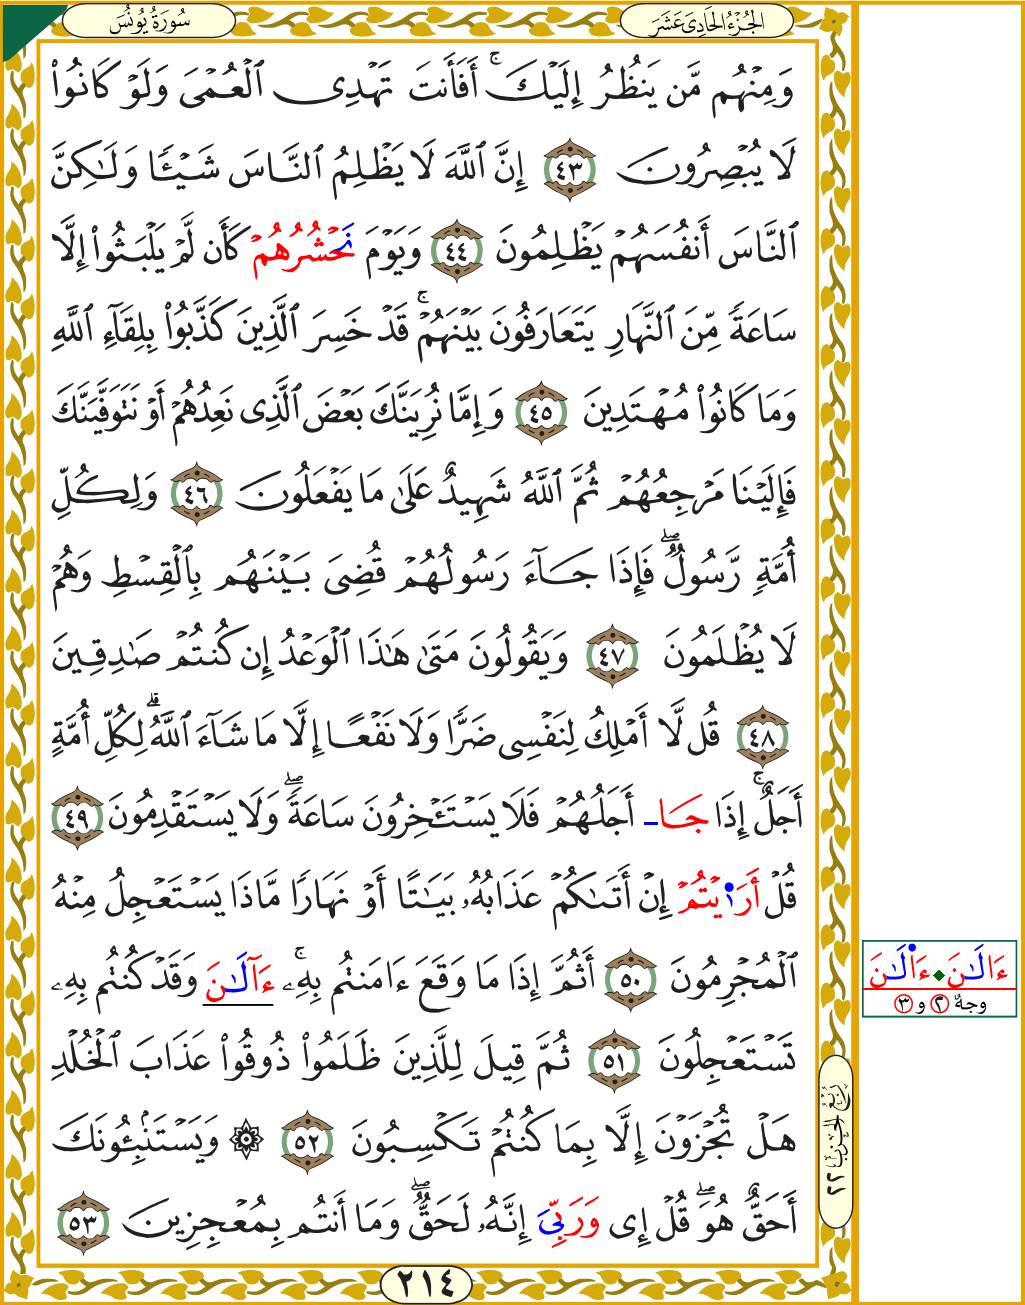 سُورَةُ يُونُسَ
الجُزْءُ الحَادِيَ عَشَرَ
وَمِنْهُم مَّن يَنظُرُ إِلَيْكَ ۚ أَفَأَنتَ تَهْدِى ٱلْعُمْىَ وَلَوْ كَانُوا۟
لَا يُبْصِرُونَ ٤٣ إِنَّ ٱللَّهَ لَا يَظْلِمُ ٱلنَّاسَ شَيْـًٔا وَلَـٰكِنَّ
ٱلنَّاسَ أَنفُسَهُمْ يَظْلِمُونَ ٤٤ وَيَوْمَ نَحْشُرُهُمْ كَأَن لَّمْ يَلْبَثُوٓا۟ إِلَّا
سَاعَةً مِّنَ ٱلنَّهَارِ يَتَعَارَفُونَ بَيْنَهُمْ ۚ قَدْ خَسِرَ ٱلَّذِينَ كَذَّبُوا۟ بِلِقَآءِ ٱللَّهِ
وَمَا كَانُوا۟ مُهْتَدِينَ ٤٥ وَإِمَّا نُرِيَنَّكَ بَعْضَ ٱلَّذِى نَعِدُهُمْ أَوْ نَتَوَفَّيَنَّكَ
فَإِلَيْنَا مَرْجِعُهُمْ ثُمَّ ٱللَّهُ شَهِيدٌ عَلَىٰ مَا يَفْعَلُونَ ٤٦ وَلِكُلِّ
أُمَّةٍ رَّسُولٌ ۖ فَإِذَا جَآءَ رَسُولُهُمْ قُضِىَ بَيْنَهُم بِٱلْقِسْطِ وَهُمْ
لَا يُظْلَمُونَ ٤٧ وَيَقُولُونَ مَتَىٰ هَـٰذَا ٱلْوَعْدُ إِن كُنتُمْ صَـٰدِقِينَ
٤٨ قُل لَّآ أَمْلِكُ لِنَفْسِى ضَرًّا وَلَا نَفْعًا إِلَّا مَا شَآءَ ٱللَّهُ ۗ لِكُلِّ أُمَّةٍ
أَجَلٌ ۚ إِذَا جَـا أَجَلُهُمْ فَلَا يَسْتَـْٔخِرُونَ سَاعَةً ۖ وَلَا يَسْتَقْدِمُونَ ٤٩
قُلْ أَرَا۬يْتُمْ إِنْ أَتَىٰكُمْ عَذَابُهُۥ بَيَـٰتًا أَوْ نَهَارًا مَّاذَا يَسْتَعْجِلُ مِنْهُ
ٱلْمُجْرِمُونَ ٥٠ أَثُمَّ إِذَا مَا وَقَعَ ءَامَنتُم بِهِۦٓ ۚ ءَآلَـٰنَ وَقَدْ كُنتُم بِهِۦ
تَسْتَعْجِلُونَ ٥١ ثُمَّ قِيلَ لِلَّذِينَ ظَلَمُوا۟ ذُوقُوا۟ عَذَابَ ٱلْخُلْدِ
هَلْ تُجْزَوْنَ إِلَّا بِمَا كُنتُمْ تَكْسِبُونَ ٥٢ ۞ وَيَسْتَنۢبِـُٔونَكَ
أَحَقٌّ هُوَ ۖ قُلْ إِى وَرَبِّىَ إِنَّهُۥ لَحَقٌّ ۖ وَمَآ أَنتُم بِمُعْجِزِينَ ٥٣
ءَالَـٰنَ ⬥ ءَا۬لَـٰنَ
وجه ٢ و ٣
رُبْعُ الحِزْبِ ٢٢
٢١٤